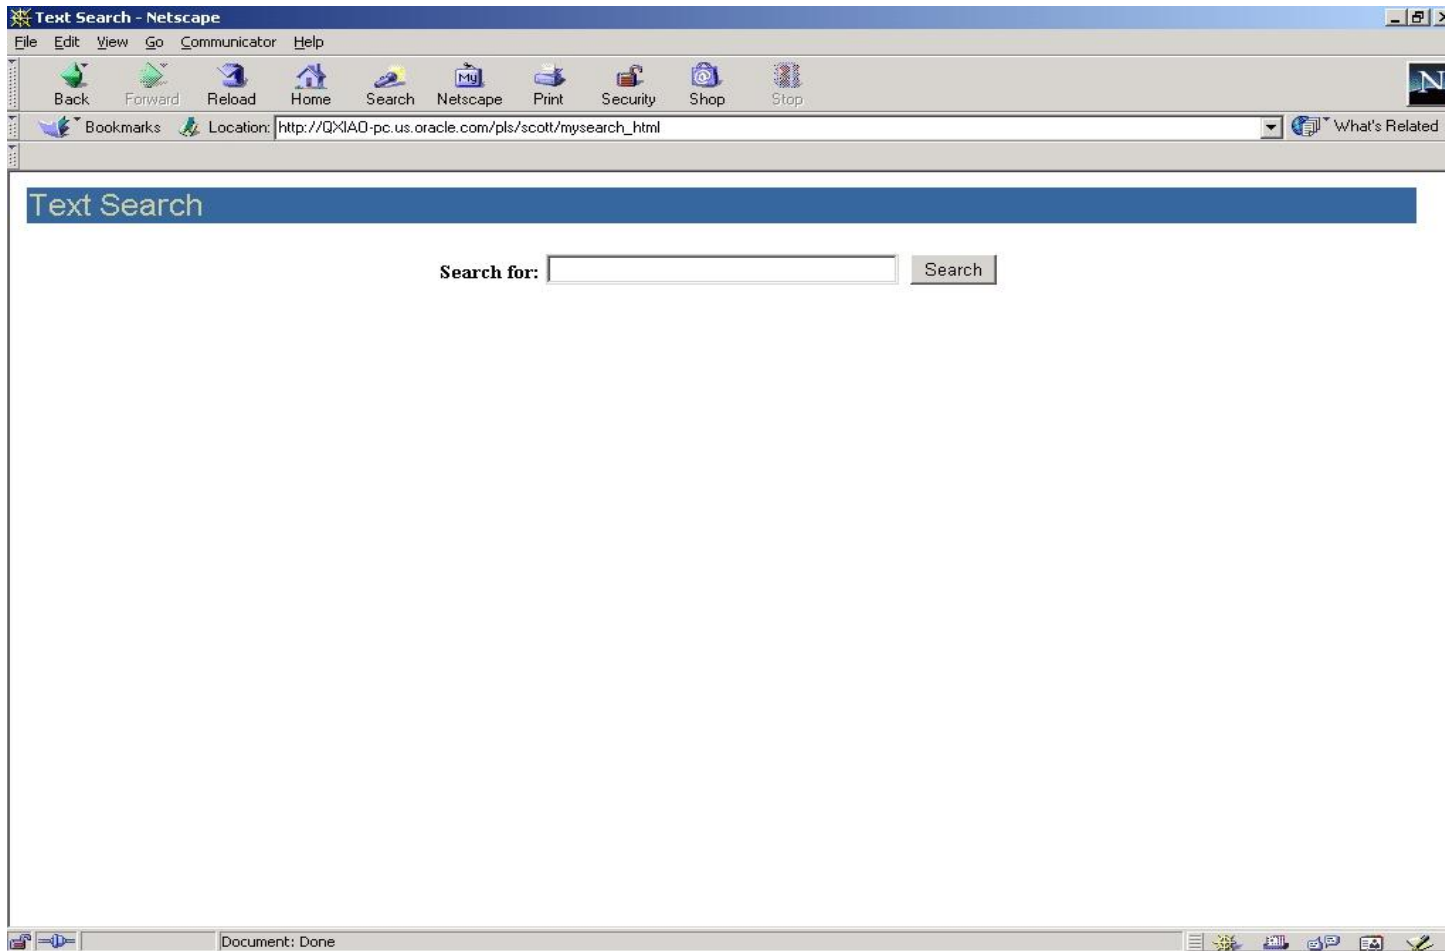 Text Search - Netscape
File Edit View Go Communicator Help
Back Forward Reload Home Search My Netscape Print Security Shop Stop
N
Bookmarks Location: http://QXIAO-pc.us.oracle.com/pls/scott/mysearch_html What's Related
Text Search
Search for: Search
Document: Done